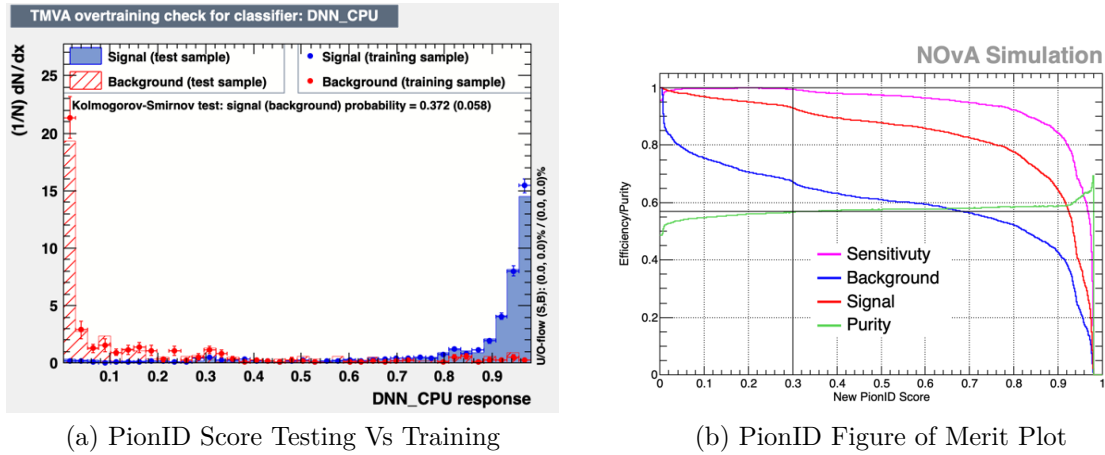 TMVA overtraining check for classifier: DNN_CPU
(1/N) dN/dx
Signal (test sample)
Background (test sample)
Signal (training sample)
Background (training sample)
Kolmogorov-Smirnov test: signal (background) probability = 0.372 (0.058)
25
20
15
10
5
0
0.1 0.2 0.3 0.4 0.5 0.6 0.7 0.8 0.9
DNN_CPU response
U/O-flow (S,B): (0.0, 0.0)% / (0.0, 0.0)%
(a) PionID Score Testing Vs Training
NOvA Simulation
Efficiency/Purity
1
0.8
0.6
0.4
0.2
0
Sensitivuty
Background
Signal
Purity
0 0.1 0.2 0.3 0.4 0.5 0.6 0.7 0.8 0.9 1
New PionID Score
(b) PionID Figure of Merit Plot